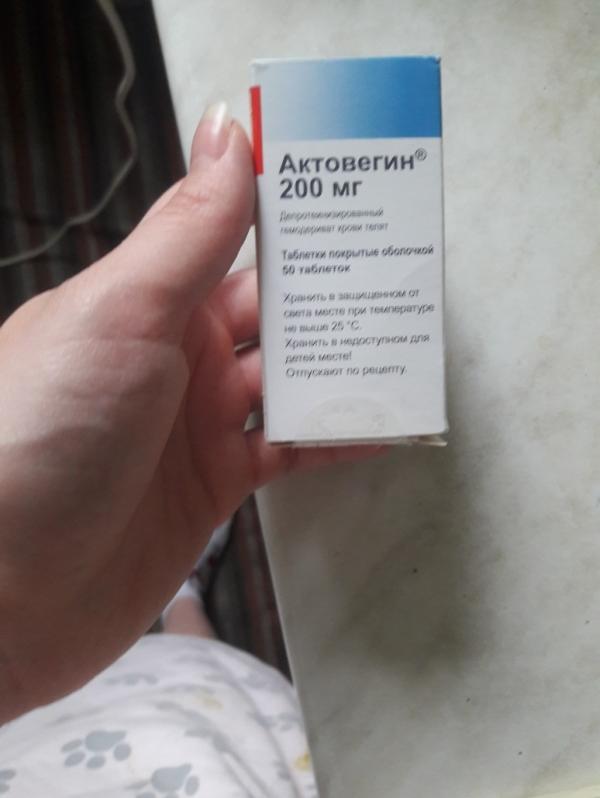 Актовегин®
200 мг
Депротеинизированный
гемодериват крови телят
Таблетки покрытые оболочкой
50 таблеток
Хранить в защищенном от
света месте при температуре
не выше 25 °C.
Хранить в недоступном для
детей месте!
Отпускают по рецепту.